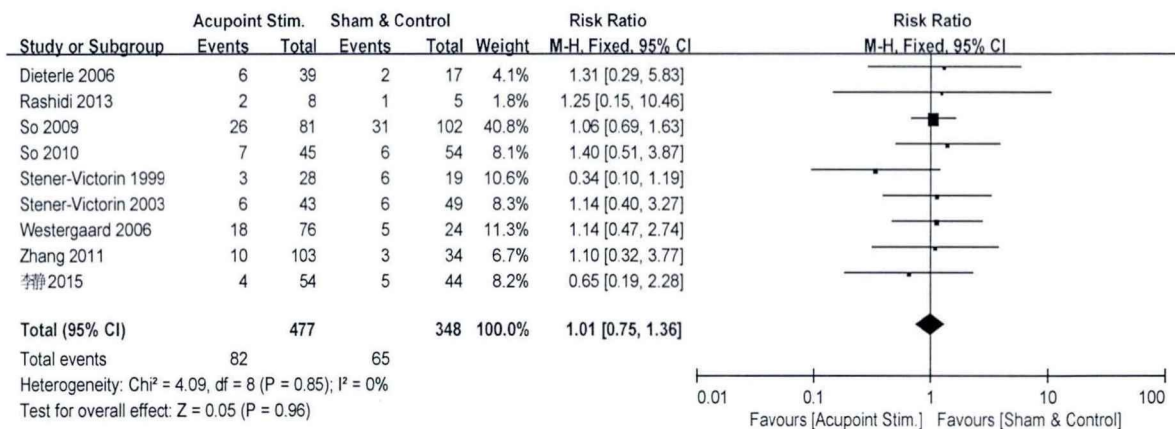 Acupoint Stim. Sham & Control Risk Ratio Risk Ratio
Study or Subgroup Events Total Events Total Weight M-H, Fixed, 95% CI M-H, Fixed, 95% CI
Dieterle 2006 6 39 2 17 4.1% 1.31 [0.29, 5.83]
Rashidi 2013 2 8 1 5 1.8% 1.25 [0.15, 10.46]
So 2009 26 81 31 102 40.8% 1.06 [0.69, 1.63]
So 2010 7 45 6 54 8.1% 1.40 [0.51, 3.87]
Stener-Victorin 1999 3 28 6 19 10.6% 0.34 [0.10, 1.19]
Stener-Victorin 2003 6 43 6 49 8.3% 1.14 [0.40, 3.27]
Westergaard 2006 18 76 5 24 11.3% 1.14 [0.47, 2.74]
Zhang 2011 10 103 3 34 6.7% 1.10 [0.32, 3.77]
李静 2015 4 54 5 44 8.2% 0.65 [0.19, 2.28]
Total (95% CI) 477 348 100.0% 1.01 [0.75, 1.36]
Total events 82 65
Heterogeneity: Chi² = 4.09, df = 8 (P = 0.85); I² = 0%
Test for overall effect: Z = 0.05 (P = 0.96)
0.01 0.1 1 10 100
Favours [Acupoint Stim.] Favours [Sham & Control]